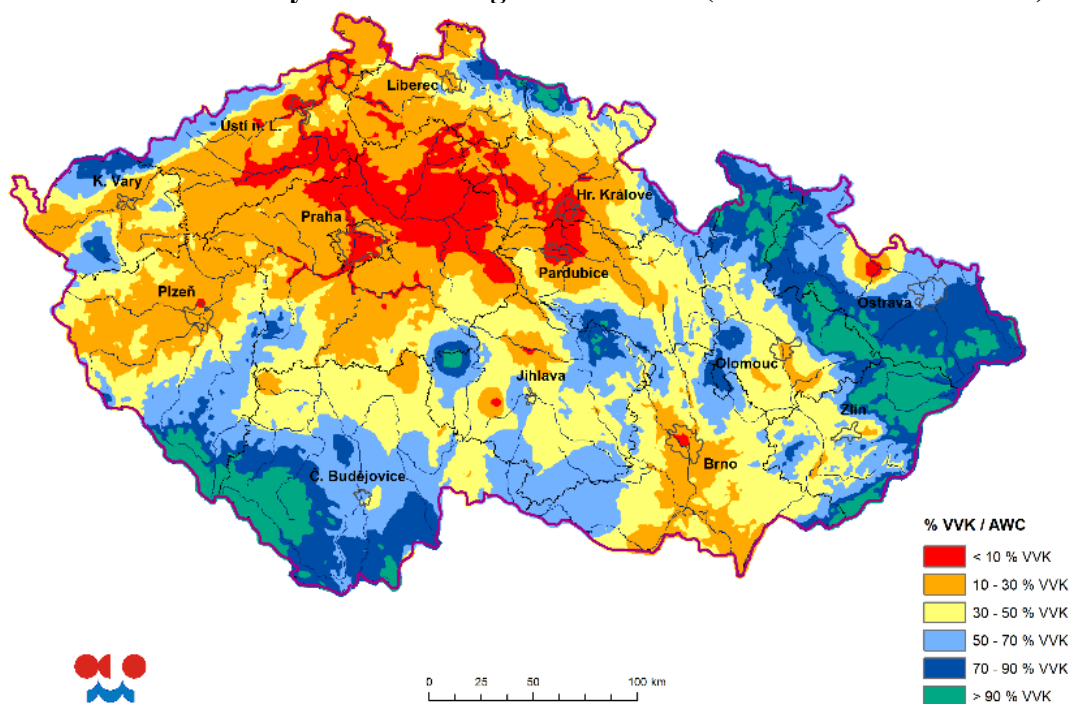 Liberec
Ústí n. L.
K. Vary
Hr. Králové
Praha
Pardubice
Plzeň
Ostrava
Olomouc
Jihlava
Zlín
Brno
Č. Budějovice
% VVK / AWC
< 10 % VVK
10 - 30 % VVK
30 - 50 % VVK
50 - 70 % VVK
70 - 90 % VVK
> 90 % VVK
0 25 50 100 km